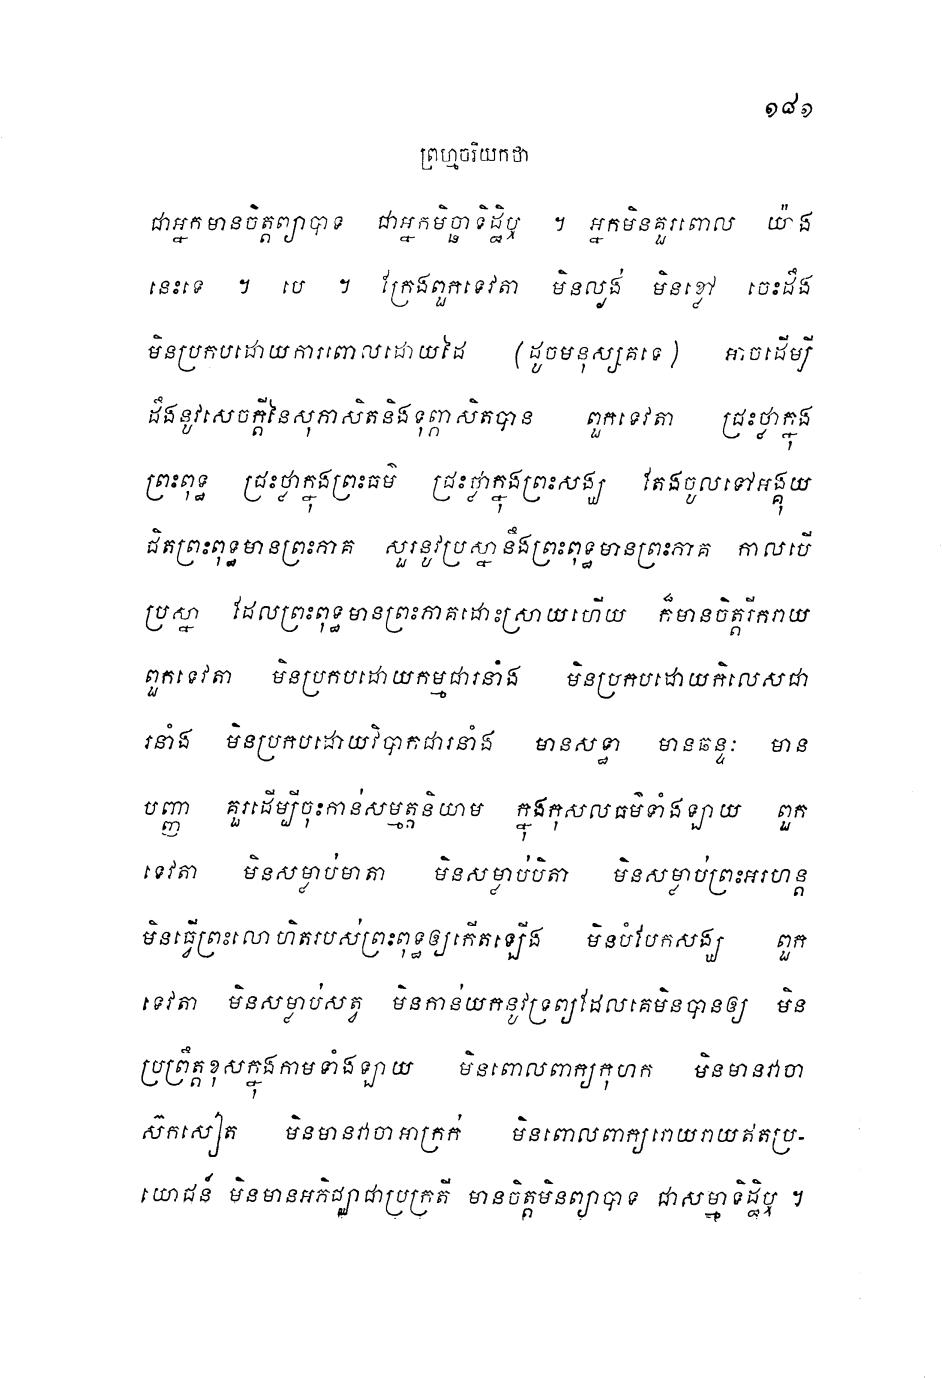 ១៨១
ព្រហ្មចរិយកថា
ជាអ្នកមានចិត្តព្យាបាទ ជាអ្នកមិច្ឆាទិដ្ឋិឬ ។ អ្នកមិនគួរពោល យ៉ាង
នេះទេ ។ បេ ។ ក្រែងពួកទេវតា មិនល្ងង់ មិនខ្លៅ ចេះដឹង
មិនប្រកបដោយការពោលដោយដៃ (ដូចមនុស្សគទេ) អាចដើម្បី
ដឹងនូវសេចក្តីនៃសុភាសិតនិងទុព្ភាសិតបាន ពួកទេវតា ជ្រះថ្លាក្នុង
ព្រះពុទ្ធ ជ្រះថ្លាក្នុងព្រះធម៌ ជ្រះថ្លាក្នុងព្រះសង្ឃ តែងចូលទៅអង្គុយ
ជិតព្រះពុទ្ធមានព្រះភាគ សួរនូវប្រស្នានឹងព្រះពុទ្ធមានព្រះភាគ កាលបើ
ប្រស្នា ដែលព្រះពុទ្ធមានព្រះភាគដោះស្រាយហើយ ក៏មានចិត្តរីករាយ
ពួកទេវតា មិនប្រកបដោយកម្មជារនាំង មិនប្រកបដោយកិលេសជា
រនាំង មិនប្រកបដោយវិបាកជារនាំង មានសទ្ធា មានឆន្ទៈ មាន
បញ្ញា គួរដើម្បីចុះកាន់សម្មត្តនិយាម ក្នុងកុសលធម៌ទាំងឡាយ ពួក
ទេវតា មិនសម្លាប់មាតា មិនសម្លាប់បិតា មិនសម្លាប់ព្រះអរហន្ត
មិនធ្វើព្រះលោហិតរបស់ព្រះពុទ្ធឲ្យកើតឡើង មិនបំបែកសង្ឃ ពួក
ទេវតា មិនសម្លាប់សត្វ មិនកាន់យកនូវទ្រព្យដែលគេមិនបានឲ្យ មិន
ប្រព្រឹត្តខុសក្នុងកាមទាំងឡាយ មិនពោលពាក្យកុហក មិនមានវាចា
ស៊កសៀត មិនមានវាចាអាក្រក់ មិនពោលពាក្យរោយរាយឥតប្រ-
យោជន៍ មិនមានអភិជ្ឈាជាប្រក្រតី មានចិត្តមិនព្យាបាទ ជាសម្មាទិដ្ឋិឬ ។